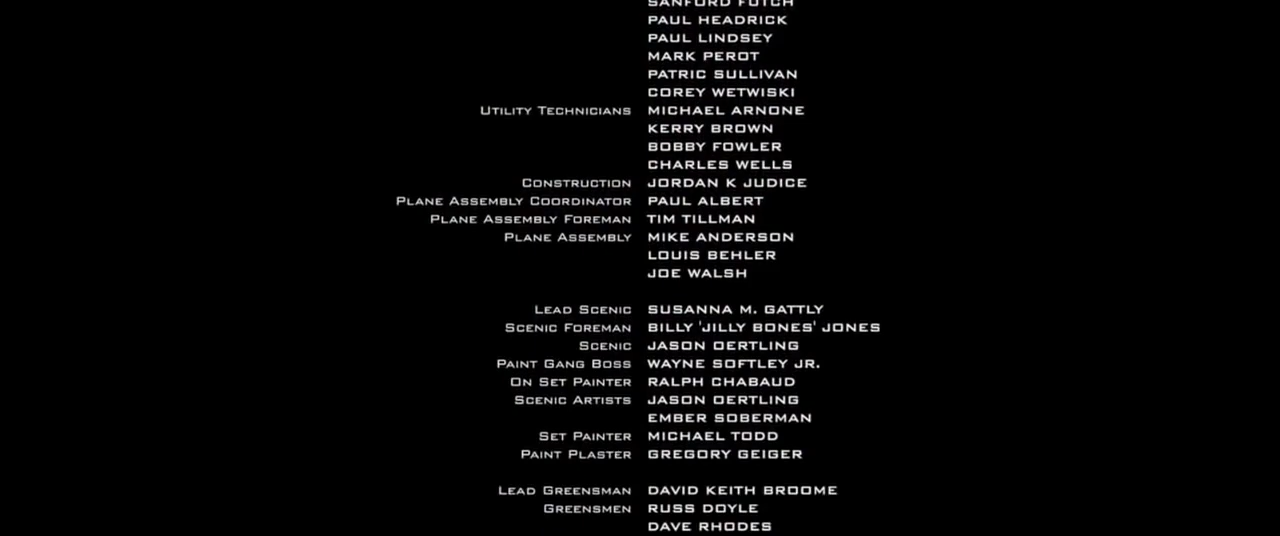 SANFORD FUTCH
PAUL HEADRICK
PAUL LINDSEY
MARK PEROT
PATRIC SULLIVAN
COREY WETWISKI
UTILITY TECHNICIANS MICHAEL ARNONE
KERRY BROWN
BOBBY FOWLER
CHARLES WELLS
CONSTRUCTION JORDAN K JUDICE
PLANE ASSEMBLY COORDINATOR PAUL ALBERT
PLANE ASSEMBLY FOREMAN TIM TILLMAN
PLANE ASSEMBLY MIKE ANDERSON
LOUIS BEHLER
JOE WALSH
LEAD SCENIC SUSANNA M. GATTLY
SCENIC FOREMAN BILLY 'JILLY BONES' JONES
SCENIC JASON OERTLING
PAINT GANG BOSS WAYNE SOFTLEY JR.
ON SET PAINTER RALPH CHABAUD
SCENIC ARTISTS JASON OERTLING
EMBER SOBERMAN
SET PAINTER MICHAEL TODD
PAINT PLASTER GREGORY GEIGER
LEAD GREENSMAN DAVID KEITH BROOME
GREENSMEN RUSS DOYLE
DAVE RHODES